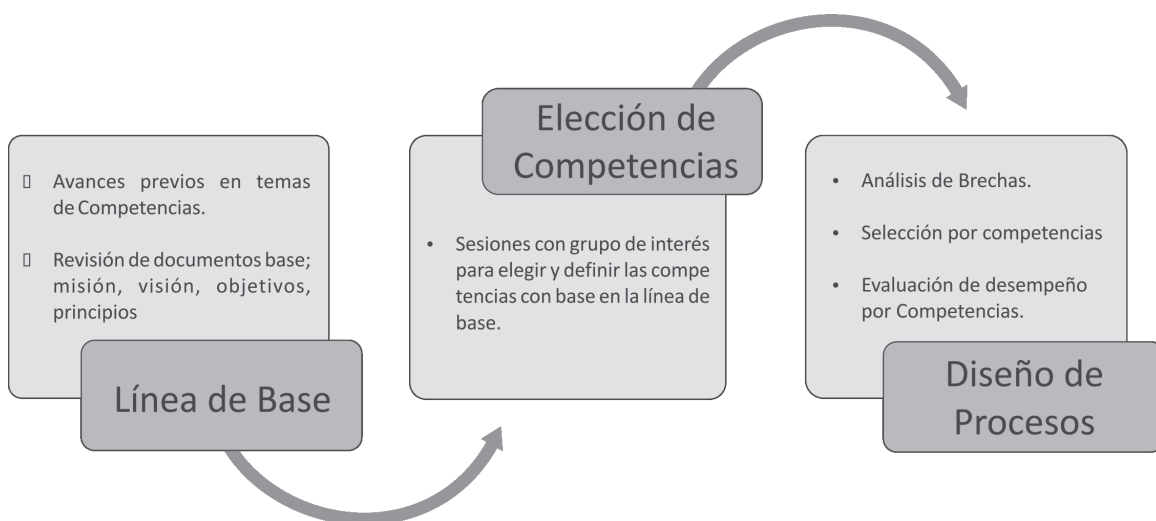 Avances previos en temas
de Competencias.
Revisión de documentos base;
misión, visión, objetivos,
principios
Línea de Base
Elección de
Competencias
• Sesiones con grupo de interés
para elegir y definir las compe
tencias con base en la línea de
base.
• Análisis de Brechas.
• Selección por competencias
• Evaluación de desempeño
por Competencias.
Diseño de
Procesos